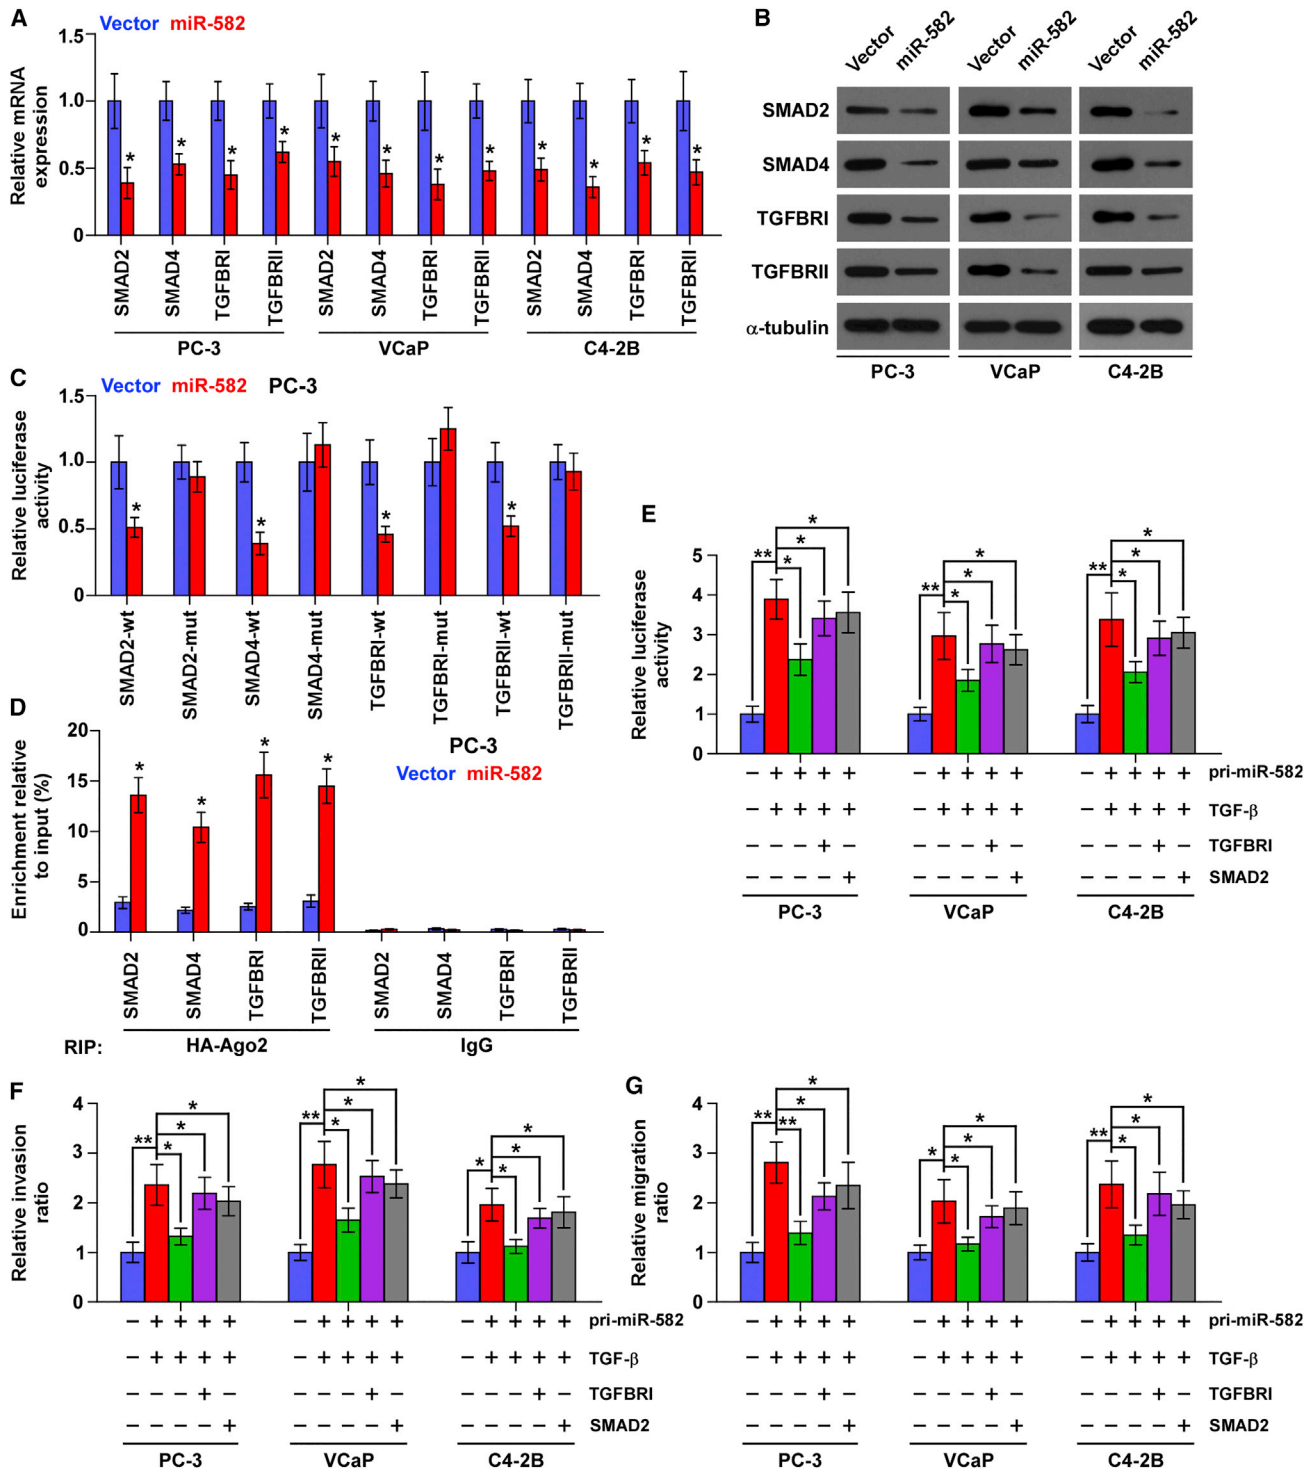 A
Vector miR-582
Relative mRNA
expression
1.5
1.0
0.5
0
* * * * * * * * * * * *
SMAD2 SMAD4 TGFBRI TGFBRII SMAD2 SMAD4 TGFBRI TGFBRII SMAD2 SMAD4 TGFBRI TGFBRII
PC-3 VCaP C4-2B
B
Vector miR-582 Vector miR-582 Vector miR-582
SMAD2
SMAD4
TGFBRI
TGFBRII
α-tubulin
PC-3 VCaP C4-2B
C
Vector miR-582 PC-3
Relative luciferase
activity
1.5
1.0
0.5
0
* * * *
SMAD2-wt SMAD2-mut SMAD4-wt SMAD4-mut TGFBRI-wt TGFBRI-mut TGFBRII-wt TGFBRII-mut
D
PC-3
Vector miR-582
Enrichment relative
to input (%)
20
15
10
5
0
* * * *
SMAD2 SMAD4 TGFBRI TGFBRII SMAD2 SMAD4 TGFBRI TGFBRII
RIP: HA-Ago2 IgG
E
Relative luciferase
activity
5
4
3
2
1
0
** * * * ** * * * ** * * *
− + + + + − + + + + − + + + + pri-miR-582
− + + + + − + + + + − + + + + TGF-β
− − − + − − − − + − − − − + − TGFBRI
− − − − + − − − − + − − − − + SMAD2
PC-3 VCaP C4-2B
F
Relative invasion
ratio
4
3
2
1
0
** * * * ** * * * * * * *
− + + + + − + + + + − + + + + pri-miR-582
− + + + + − + + + + − + + + + TGF-β
− − − + − − − − + − − − − + − TGFBRI
− − − − + − − − − + − − − − + SMAD2
PC-3 VCaP C4-2B
G
Relative migration
ratio
4
3
2
1
0
** ** * * * * * * ** * * *
− + + + + − + + + + − + + + + pri-miR-582
− + + + + − + + + + − + + + + TGF-β
− − − + − − − − + − − − − + − TGFBRI
− − − − + − − − − + − − − − + SMAD2
PC-3 VCaP C4-2B